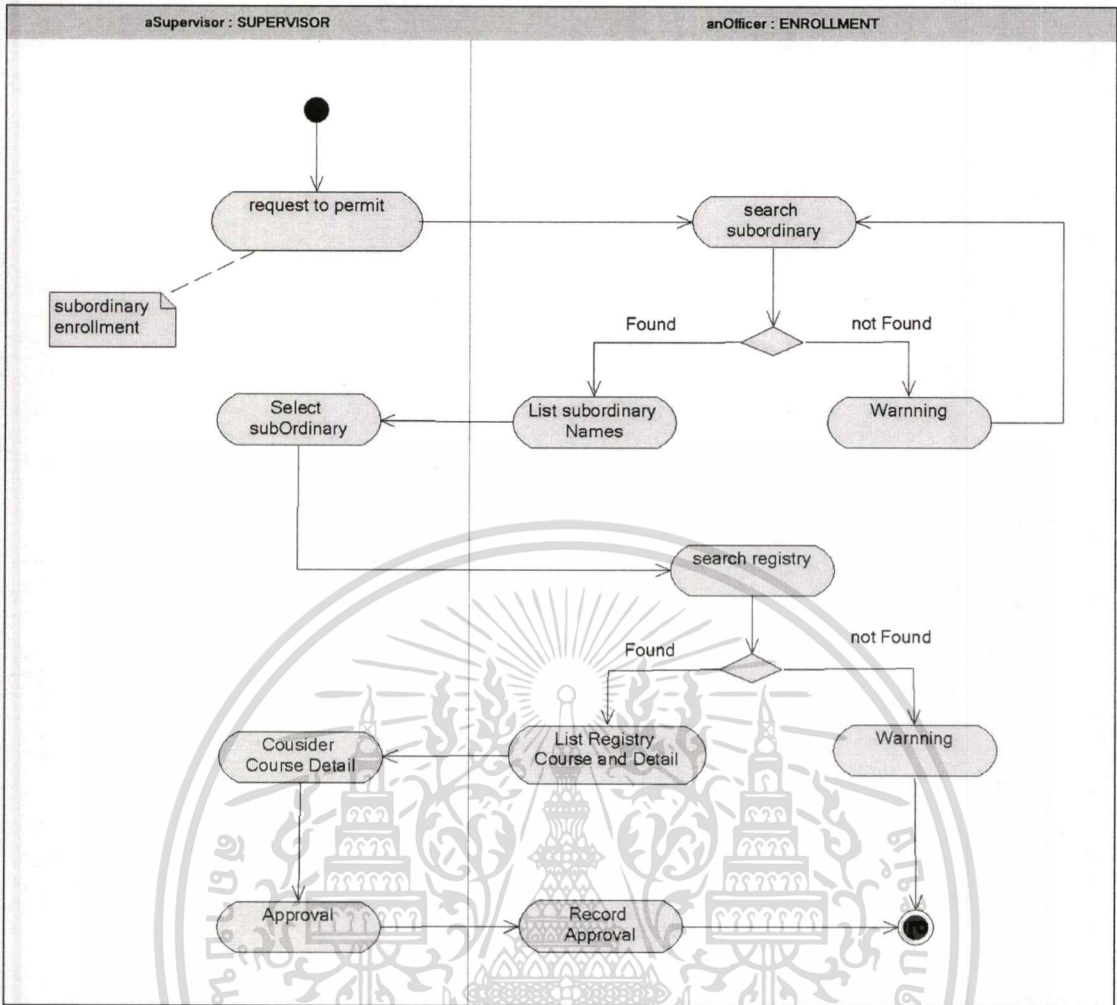 aSupervisor : SUPERVISOR
anOfficer : ENROLLMENT
request to permit
search
subordinary
subordinary
enrollment
Found
not Found
Select
subOrdinary
List subordinary
Names
Warnning
search registry
Found
not Found
Cousider
Course Detail
List Registry
Course and Detail
Warnning
Approval
Record
Approval